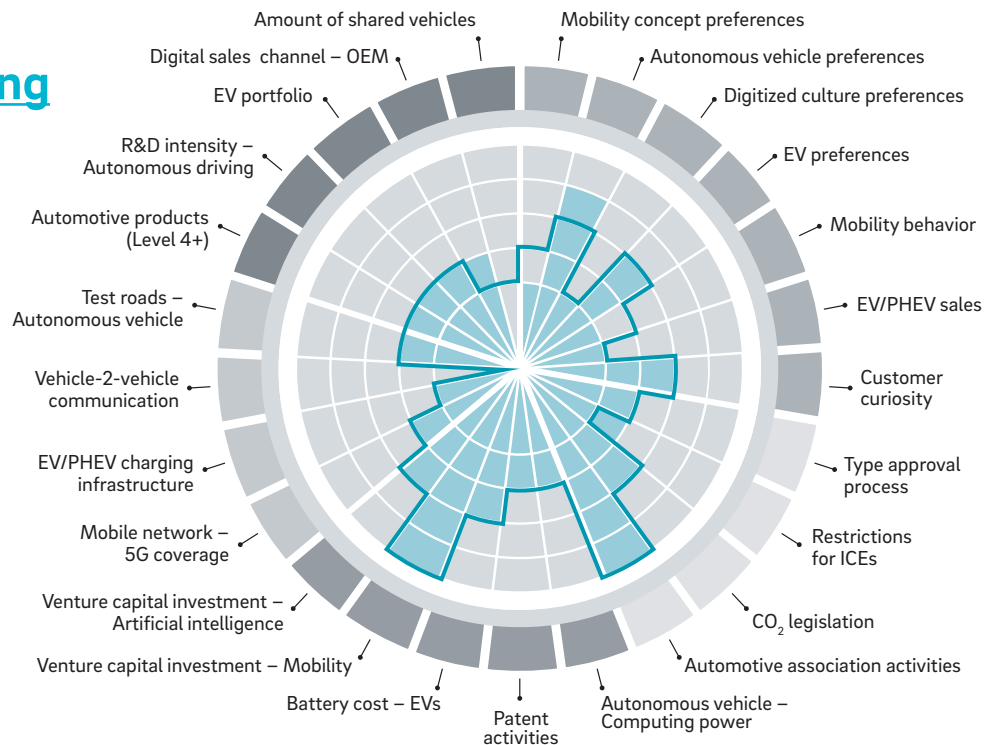 ng
Amount of shared vehicles
Mobility concept preferences
Digital sales channel – OEM
Autonomous vehicle preferences
EV portfolio
Digitized culture preferences
R&D intensity –
Autonomous driving
EV preferences
Automotive products
(Level 4+)
Mobility behavior
Test roads –
Autonomous vehicle
EV/PHEV sales
Vehicle-2-vehicle
communication
Customer
curiosity
EV/PHEV charging
infrastructure
Type approval
process
Mobile network –
5G coverage
Restrictions
for ICEs
Venture capital investment –
Artificial intelligence
CO2 legislation
Venture capital investment – Mobility
Automotive association activities
Battery cost – EVs
Patent
activities
Autonomous vehicle –
Computing power